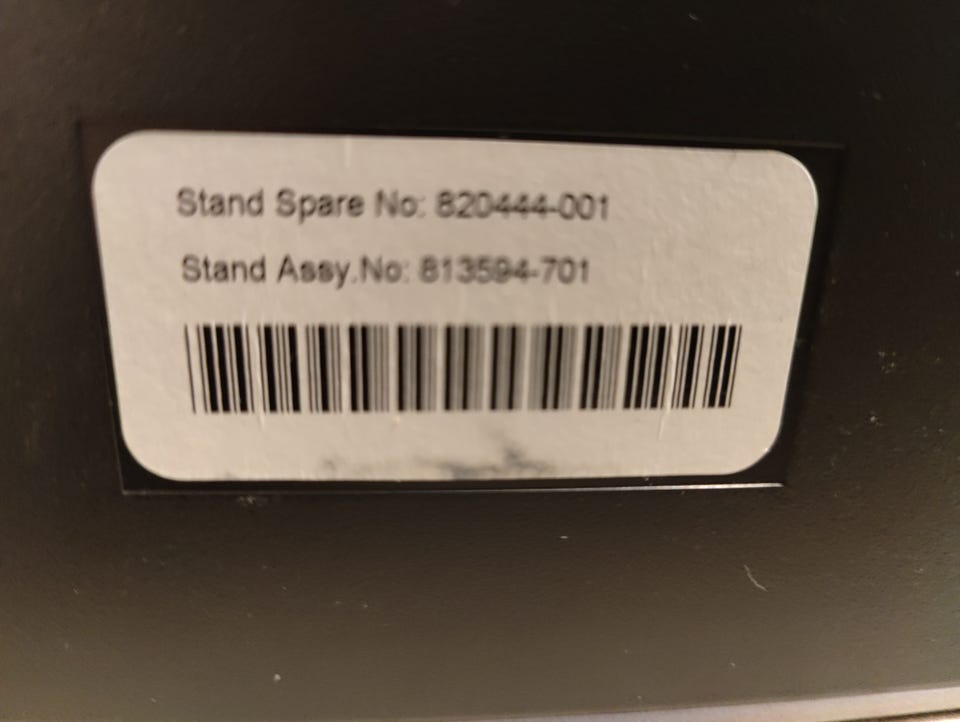 Stand Spare No: 820444-001
Stand Assy.No: 813594-701